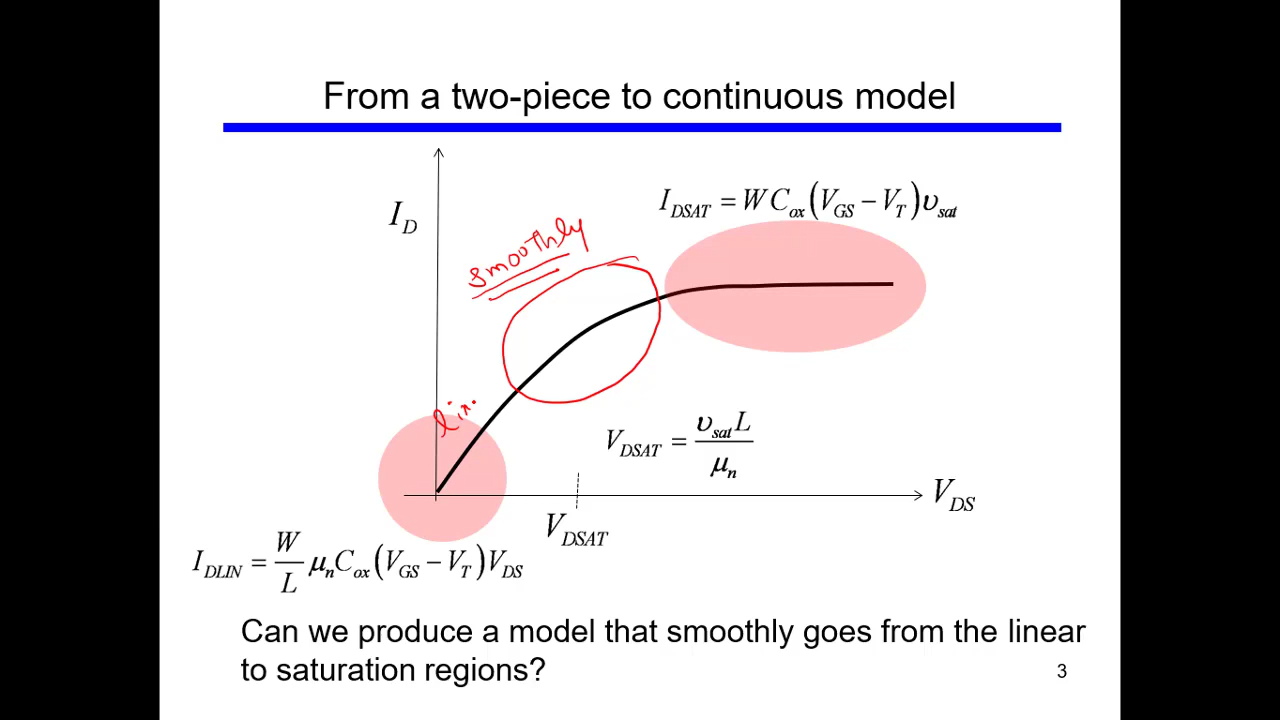 From a two-piece to continuous model
I_DSAT = W C_ox (V_GS − V_T) υ_sat
I_D
smoothly
lin.
V_DSAT = υ_sat L / μ_n
V_DS
V_DSAT
I_DLIN = W / L μ_n C_ox (V_GS − V_T) V_DS
Can we produce a model that smoothly goes from the linear
to saturation regions?
3